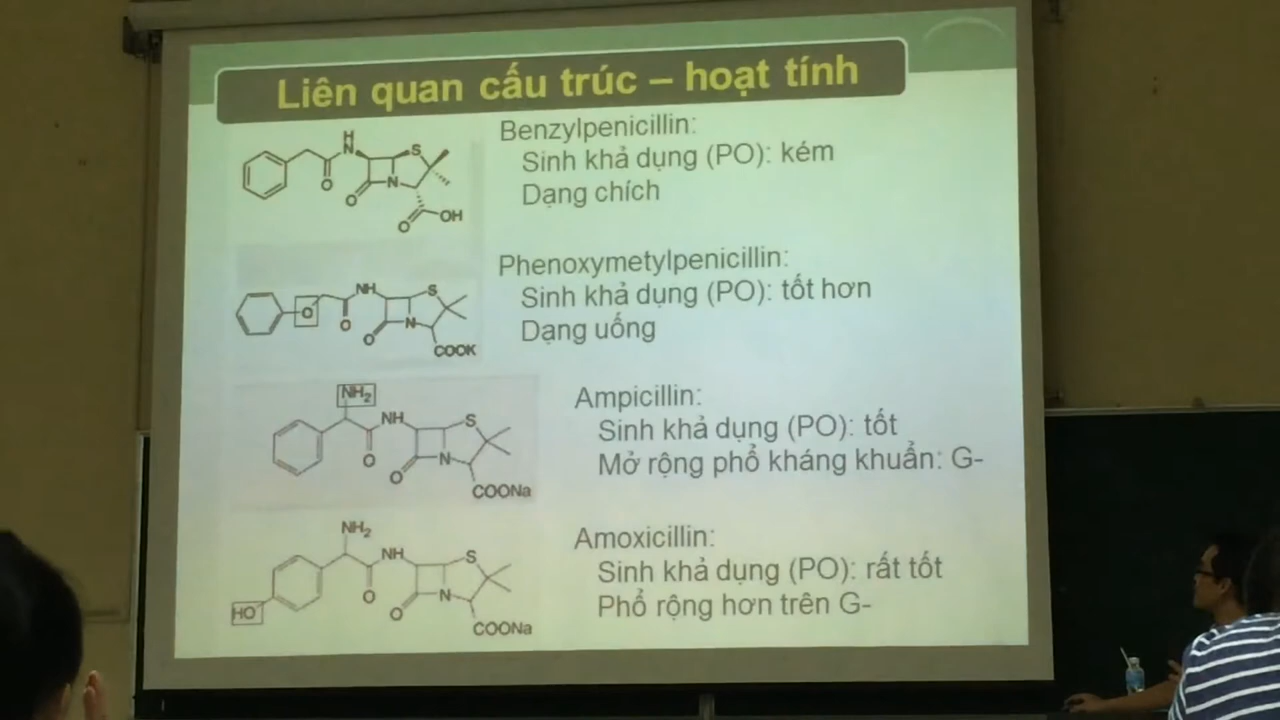 Liên quan cấu trúc – hoạt tính
Benzylpenicillin:
Sinh khả dụng (PO): kém
Dạng chích
H
N
S
O
N
O
O
OH
Phenoxymetylpenicillin:
Sinh khả dụng (PO): tốt hơn
Dạng uống
NH
S
O
O
N
O
COOK
Ampicillin:
Sinh khả dụng (PO): tốt
Mở rộng phổ kháng khuẩn: G-
NH2
NH
S
O
N
O
COONa
Amoxicillin:
Sinh khả dụng (PO): rất tốt
Phổ rộng hơn trên G-
NH2
NH
S
O
N
HO
O
COONa